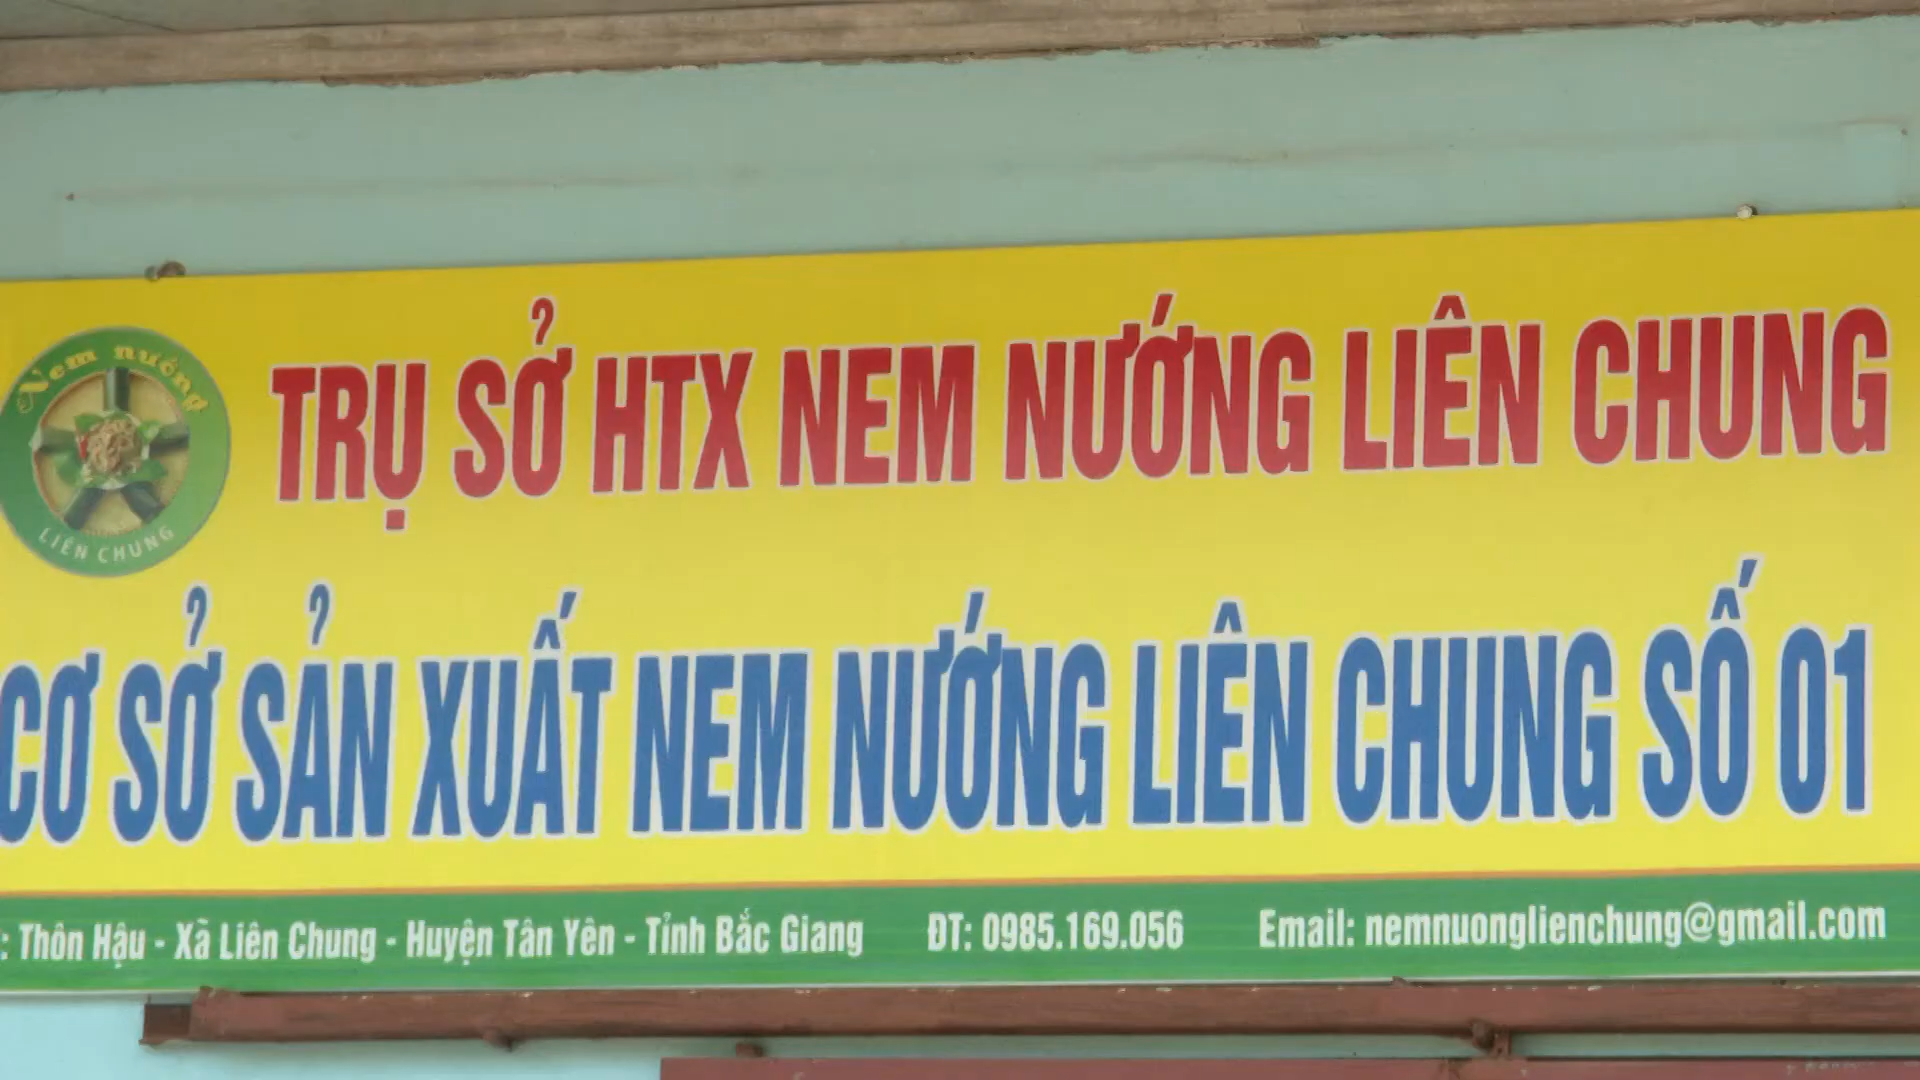 Nem nướng
LIÊN CHUNG
TRỤ SỞ HTX NEM NƯỚNG LIÊN CHUNG
CƠ SỞ SẢN XUẤT NEM NƯỚNG LIÊN CHUNG SỐ 01
: Thôn Hậu - Xã Liên Chung - Huyện Tân Yên - Tỉnh Bắc Giang ĐT: 0985.169.056 Email: nemnuonglienchung@gmail.com